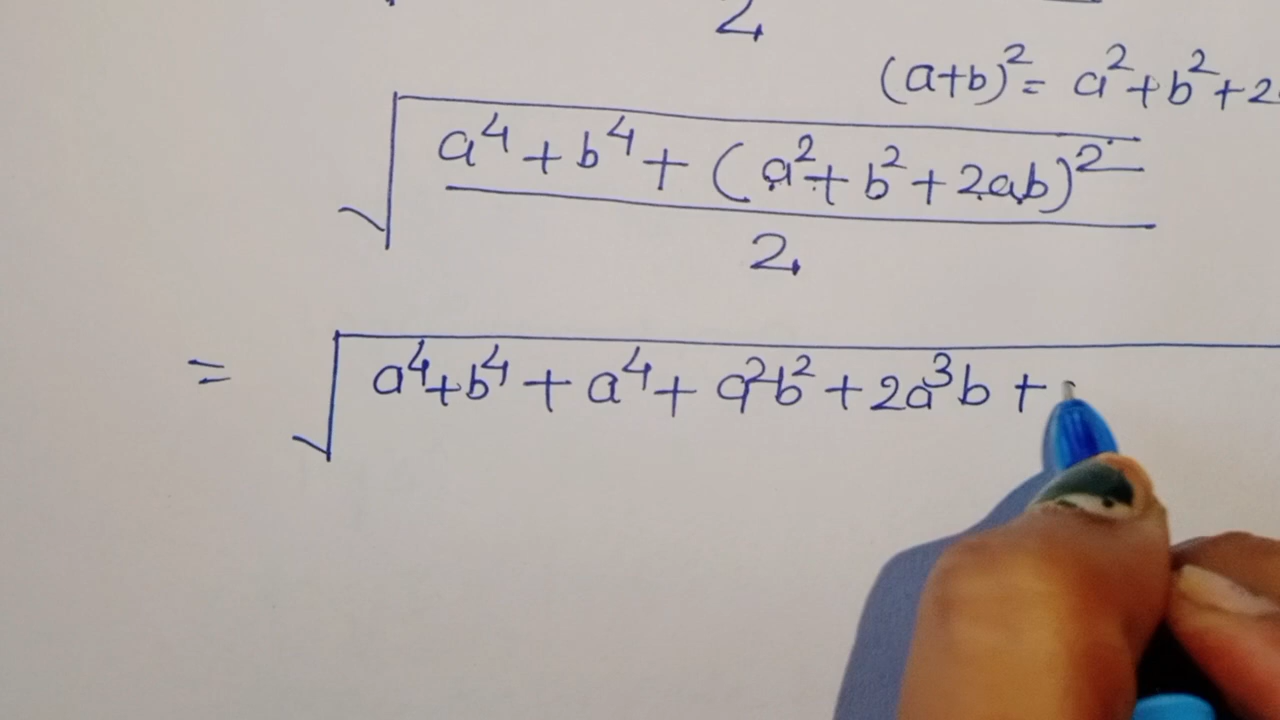 2
(a+b)² = a²+b²+2
√ a⁴+b⁴+(a²+b²+2ab)²
2
= √ a⁴+b⁴+a⁴+a²b²+2a³b+